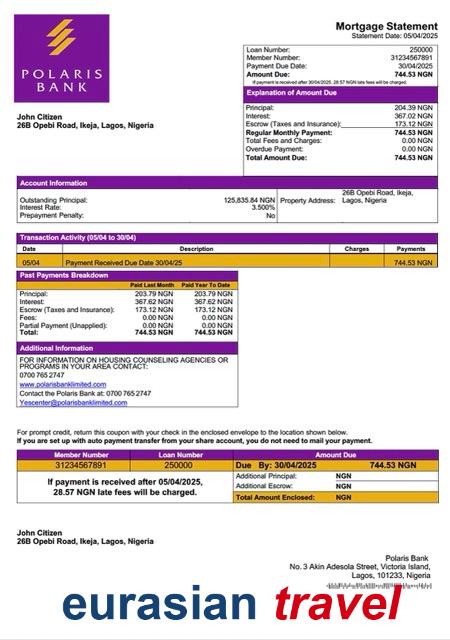 POLARIS
BANK
Mortgage Statement
Statement Date: 05/04/2025
Loan Number: 250000
Member Number: 31234567891
Payment Due Date: 30/04/2025
Amount Due: 744.53 NGN
If payment is received after 30/04/2025, 28.57 NGN late fees will be charged.
Explanation of Amount Due
Principal: 204.39 NGN
Interest: 367.02 NGN
Escrow (Taxes and Insurance): 173.12 NGN
Regular Monthly Payment: 744.53 NGN
Total Fees and Charges: 0.00 NGN
Overdue Payment: 0.00 NGN
Total Amount Due: 744.53 NGN
John Citizen
26B Opebi Road, Ikeja, Lagos, Nigeria
Account Information
Outstanding Principal: 125,835.84 NGN
Interest Rate: 3.500%
Prepayment Penalty: No
Property Address: 26B Opebi Road, Ikeja,
Lagos, Nigeria
Transaction Activity (05/04 to 30/04)
Date Description Charges Payments
05/04 Payment Received Due Date 30/04/25 744.53 NGN
Past Payments Breakdown
Paid Last Month Paid Year To Date
Principal: 203.79 NGN 203.79 NGN
Interest: 367.62 NGN 367.62 NGN
Escrow (Taxes and Insurance): 173.12 NGN 173.12 NGN
Fees: 0.00 NGN 0.00 NGN
Partial Payment (Unapplied): 0.00 NGN 0.00 NGN
Total: 744.53 NGN 744.53 NGN
Additional Information
FOR INFORMATION ON HOUSING COUNSELING AGENCIES OR
PROGRAMS IN YOUR AREA CONTACT:
0700 765 2747
www.polarisbanklimited.com
Contact the Polaris Bank at: 0700 765 2747
Yescenter@polarisbanklimited.com
For prompt credit, return this coupon with your check in the enclosed envelope to the location shown below.
If you are set up with auto payment transfer from your share account, you do not need to mail your payment.
Member Number Loan Number Amount Due
31234567891 250000 Due By: 30/04/2025 744.53 NGN
If payment is received after 05/04/2025,
28.57 NGN late fees will be charged.
Additional Principal: NGN
Additional Escrow: NGN
Total Amount Enclosed: NGN
John Citizen
26B Opebi Road, Ikeja, Lagos, Nigeria
Polaris Bank
No. 3 Akin Adesola Street, Victoria Island,
Lagos, 101233, Nigeria
eurasian travel